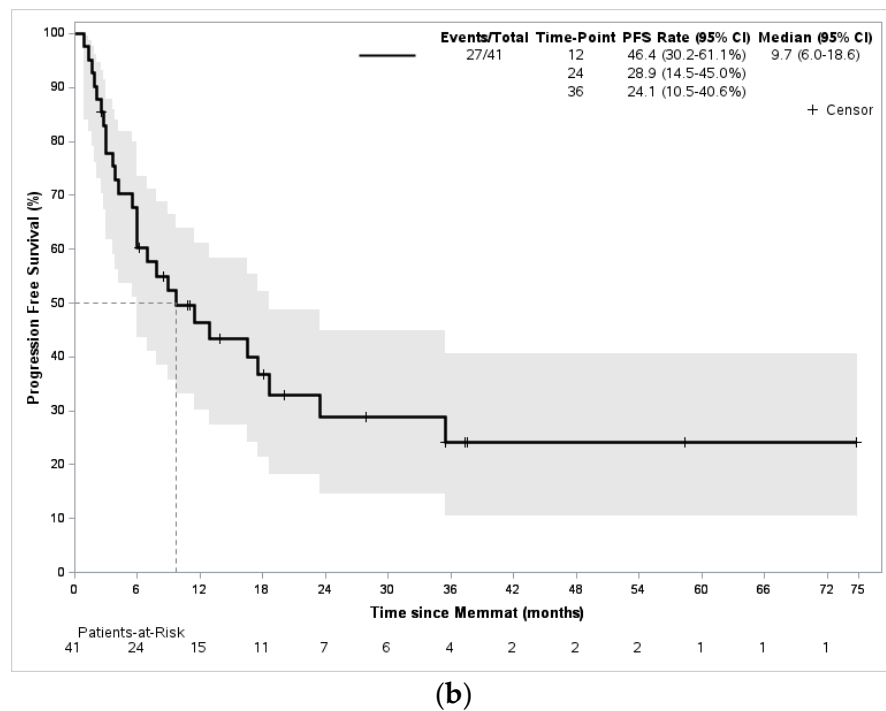 Events/Total Time-Point PFS Rate (95% CI) Median (95% CI)
27/41 12 46.4 (30.2-61.1%) 9.7 (6.0-18.6)
24 28.9 (14.5-45.0%)
36 24.1 (10.5-40.6%)
+ Censor
100
90
80
70
60
50
40
30
20
10
0
Progression Free Survival (%)
0 6 12 18 24 30 36 42 48 54 60 66 72 75
Time since Memmat (months)
Patients-at-Risk
41 24 15 11 7 6 4 2 2 2 1 1 1
(b)